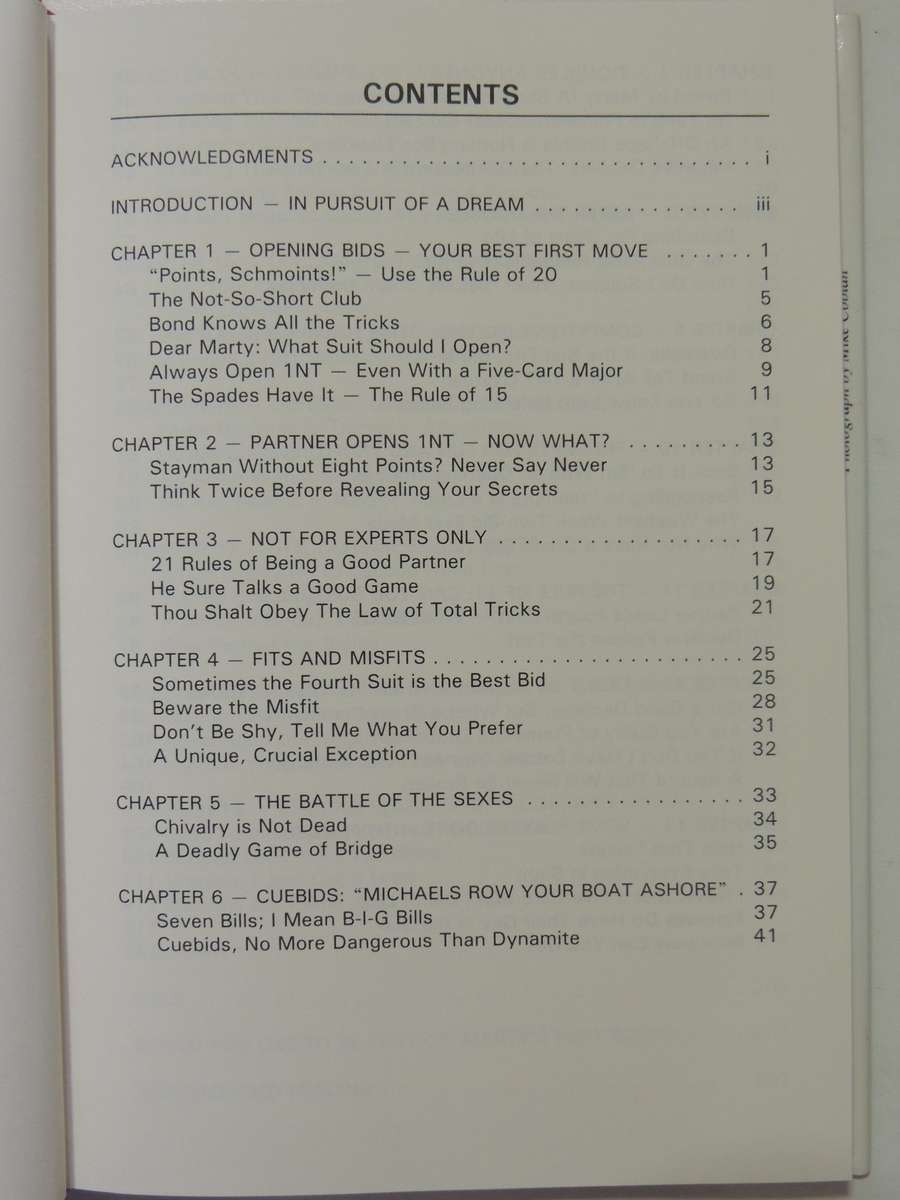 CONTENTS
ACKNOWLEDGMENTS . . . . . . . . . . . . . . . . . . . . . . . . . . . . . . . . . i
INTRODUCTION — IN PURSUIT OF A DREAM . . . . . . . . . . . . . . . . iii
CHAPTER 1 — OPENING BIDS — YOUR BEST FIRST MOVE . . . . . . . 1
“Points, Schmoints!” — Use the Rule of 20 1
The Not-So-Short Club 5
Bond Knows All the Tricks 6
Dear Marty: What Suit Should I Open? 8
Always Open 1NT — Even With a Five-Card Major 9
The Spades Have It — The Rule of 15 11
CHAPTER 2 — PARTNER OPENS 1NT — NOW WHAT? . . . . . . . . . 13
Stayman Without Eight Points? Never Say Never 13
Think Twice Before Revealing Your Secrets 15
CHAPTER 3 — NOT FOR EXPERTS ONLY . . . . . . . . . . . . . . . . . . . 17
21 Rules of Being a Good Partner 17
He Sure Talks a Good Game 19
Thou Shalt Obey The Law of Total Tricks 21
CHAPTER 4 — FITS AND MISFITS . . . . . . . . . . . . . . . . . . . . . . . . 25
Sometimes the Fourth Suit is the Best Bid 25
Beware the Misfit 28
Don’t Be Shy, Tell Me What You Prefer 31
A Unique, Crucial Exception 32
CHAPTER 5 — THE BATTLE OF THE SEXES . . . . . . . . . . . . . . . . . 33
Chivalry is Not Dead 34
A Deadly Game of Bridge 35
CHAPTER 6 — CUEBIDS: “MICHAELS ROW YOUR BOAT ASHORE” . 37
Seven Bills; I Mean B-I-G Bills 37
Cuebids, No More Dangerous Than Dynamite 41
Photograph by Mike